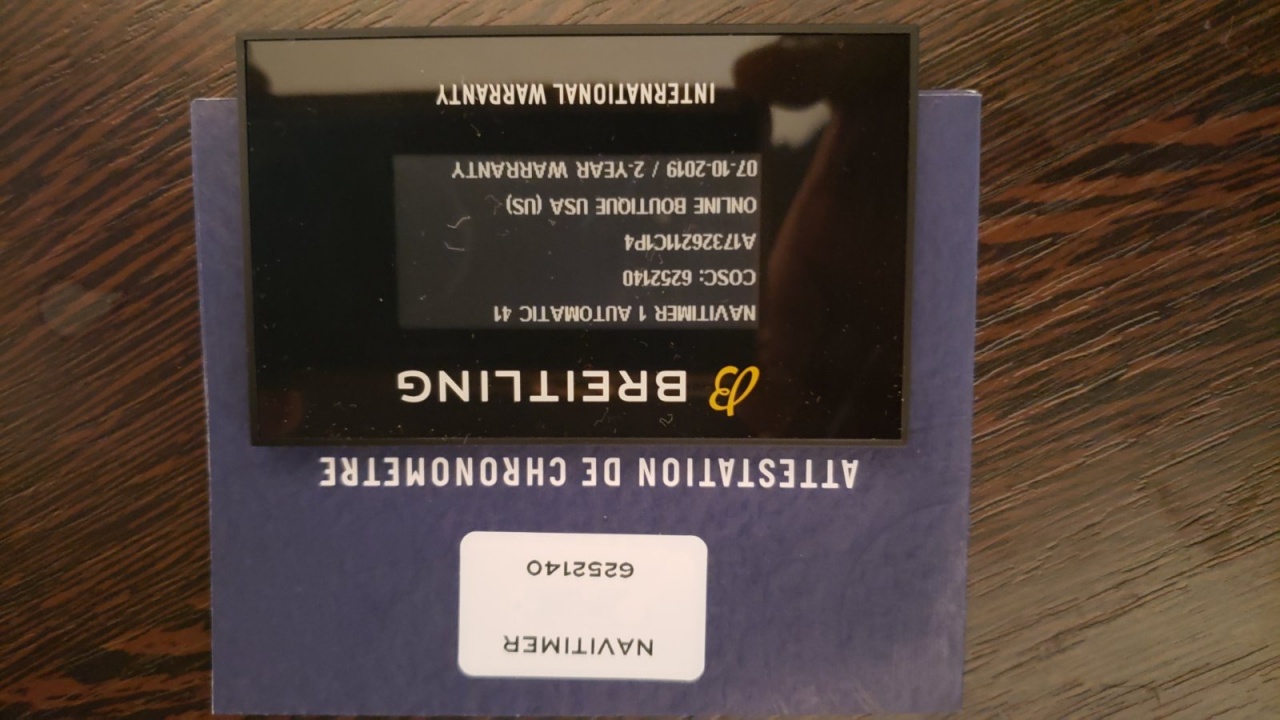 NAVITIMER
6252140
ATTESTATION DE CHRONOMETRE
B BREITLING
NAVITIMER 1 AUTOMATIC 41
COSC: 6252140
A17326211C1P4
ONLINE BOUTIQUE USA (US)
07-10-2019 / 2-YEAR WARRANTY
INTERNATIONAL WARRANTY